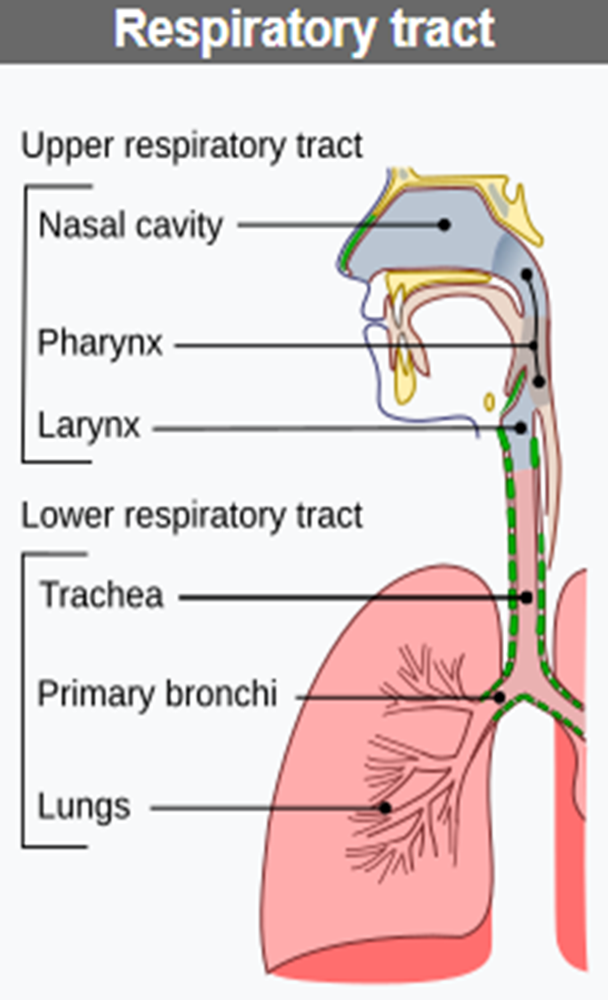 Respiratory tract
Upper respiratory tract
Nasal cavity
Pharynx
Larynx
Lower respiratory tract
Trachea
Primary bronchi
Lungs